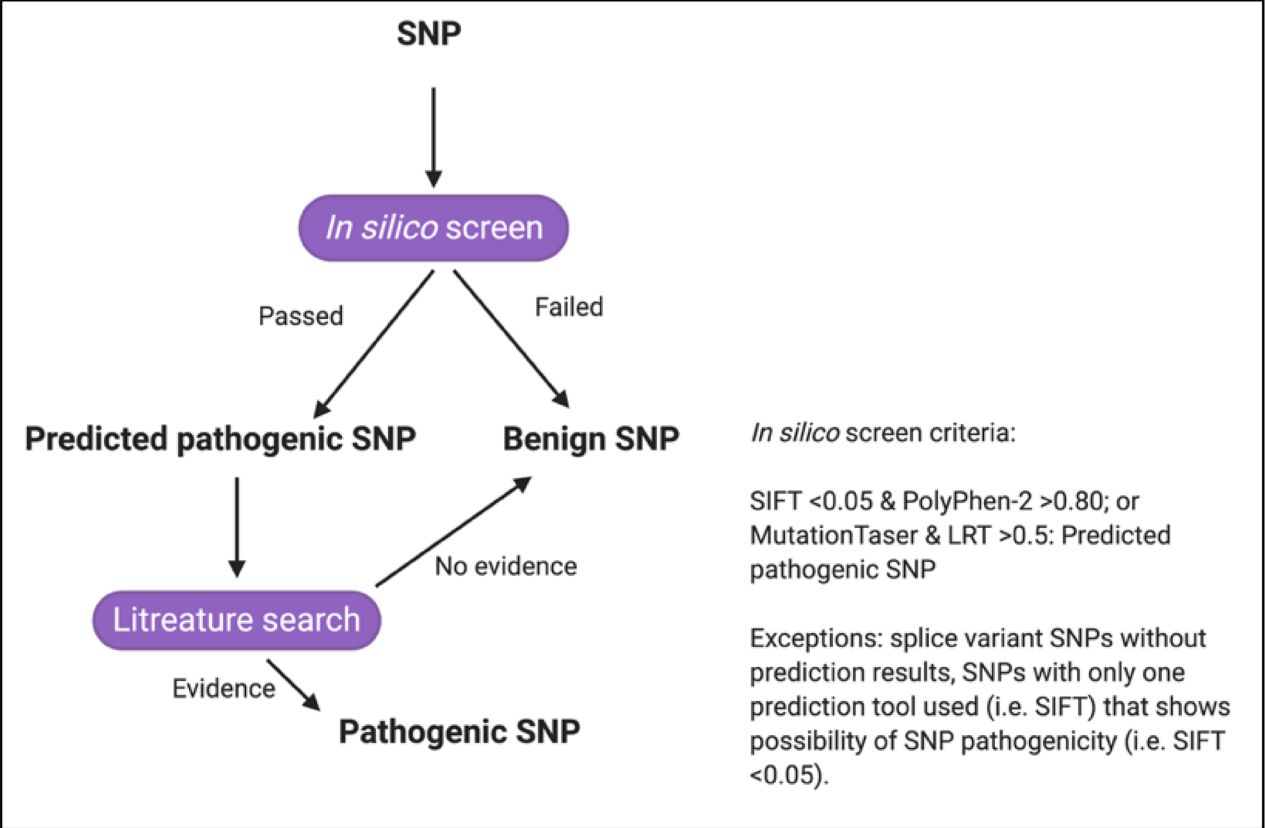 SNP
In silico screen
Passed
Failed
Predicted pathogenic SNP
Benign SNP
No evidence
Litreature search
Evidence
Pathogenic SNP
In silico screen criteria:
SIFT <0.05 & PolyPhen-2 >0.80; or
MutationTaser & LRT >0.5: Predicted
pathogenic SNP
Exceptions: splice variant SNPs without
prediction results, SNPs with only one
prediction tool used (i.e. SIFT) that shows
possibility of SNP pathogenicity (i.e. SIFT
<0.05).